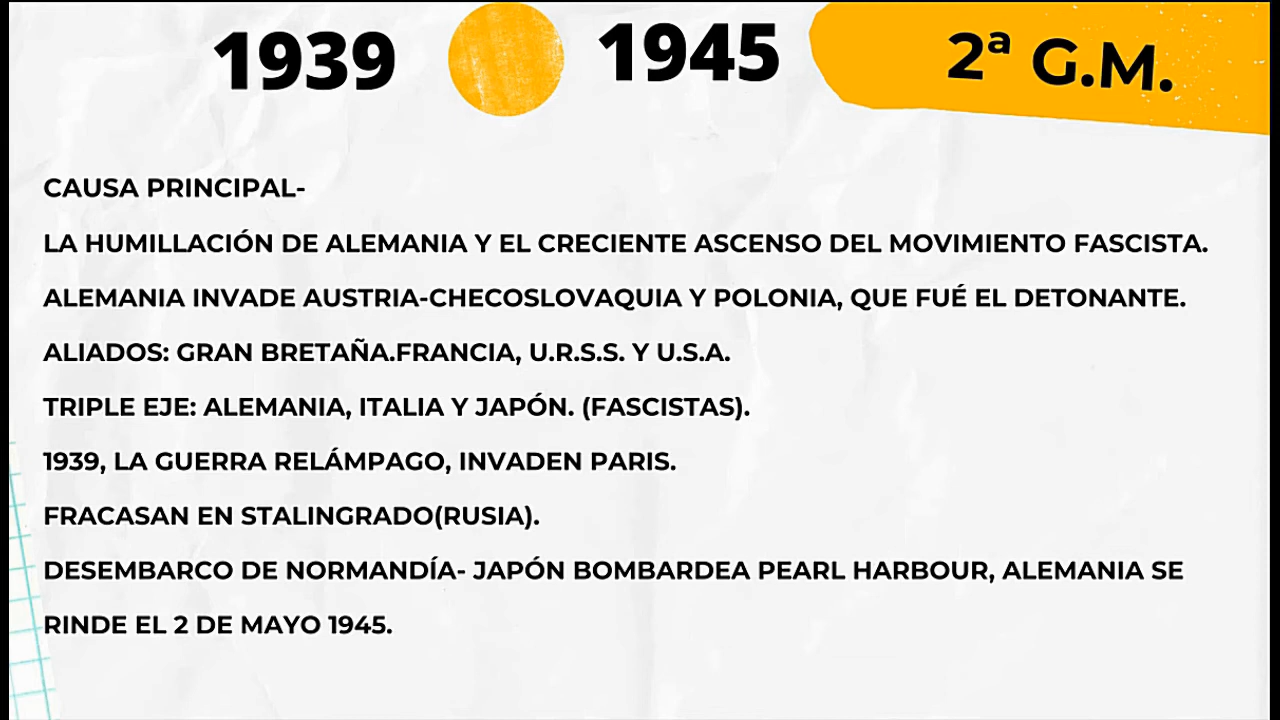 1939 1945 2ª G.M.
CAUSA PRINCIPAL-
LA HUMILLACIÓN DE ALEMANIA Y EL CRECIENTE ASCENSO DEL MOVIMIENTO FASCISTA.
ALEMANIA INVADE AUSTRIA-CHECOSLOVAQUIA Y POLONIA, QUE FUÉ EL DETONANTE.
ALIADOS: GRAN BRETAÑA.FRANCIA, U.R.S.S. Y U.S.A.
TRIPLE EJE: ALEMANIA, ITALIA Y JAPÓN. (FASCISTAS).
1939, LA GUERRA RELÁMPAGO, INVADEN PARIS.
FRACASAN EN STALINGRADO(RUSIA).
DESEMBARCO DE NORMANDÍA- JAPÓN BOMBARDEA PEARL HARBOUR, ALEMANIA SE
RINDE EL 2 DE MAYO 1945.